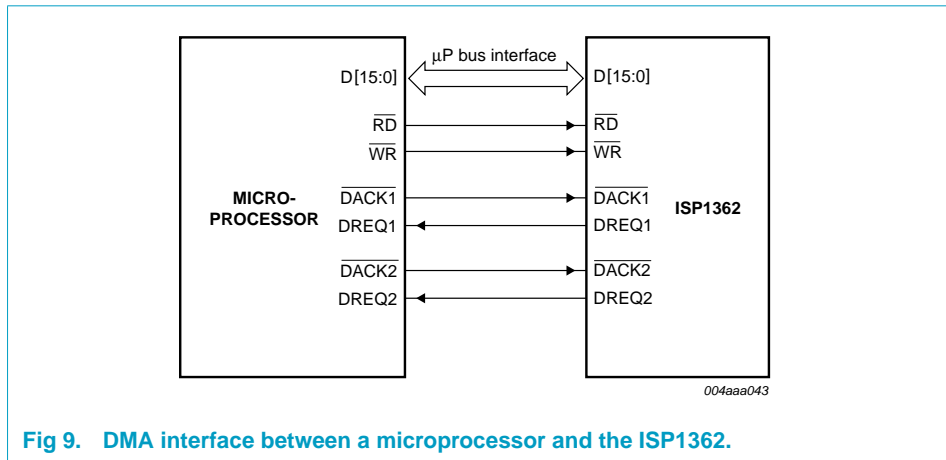 µP bus interface
D[15:0] D[15:0]
RD RD
WR WR
MICRO-
PROCESSOR
DACK1 DACK1
ISP1362
DREQ1 DREQ1
DACK2 DACK2
DREQ2 DREQ2
004aaa043
Fig 9. DMA interface between a microprocessor and the ISP1362.